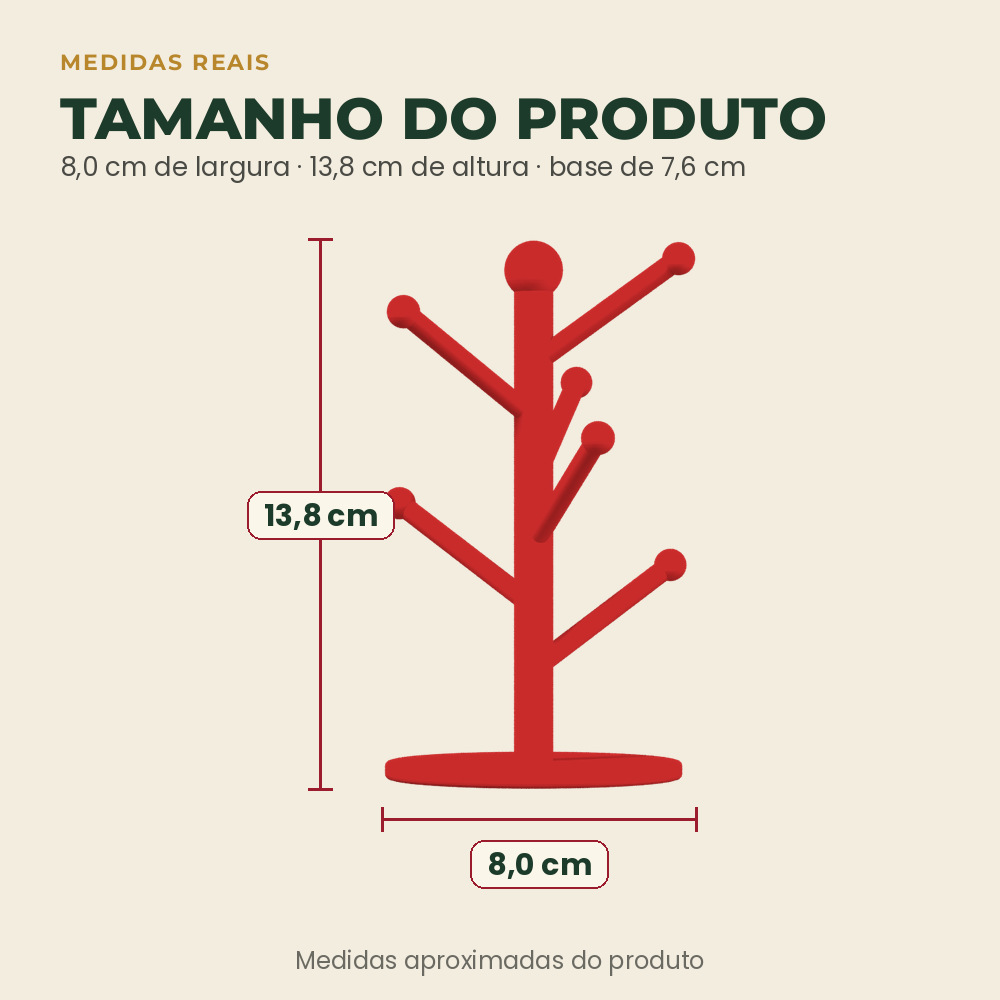 MEDIDAS REAIS
TAMANHO DO PRODUTO
8,0 cm de largura · 13,8 cm de altura · base de 7,6 cm
13,8 cm
8,0 cm
Medidas aproximadas do produto